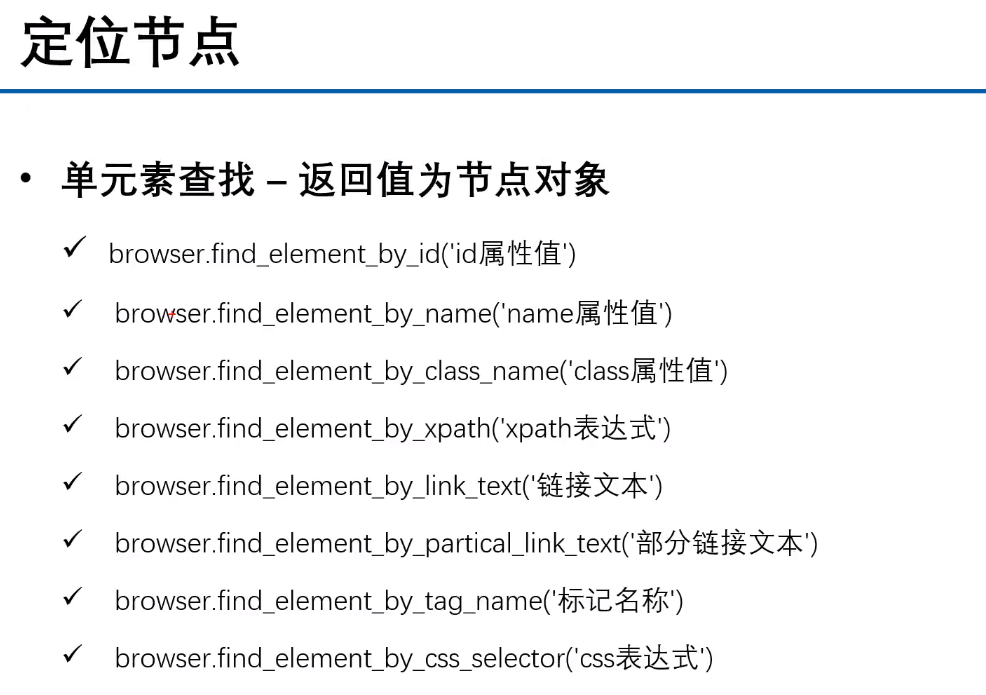 定位节点
• 单元素查找 – 返回值为节点对象
✓ browser.find_element_by_id('id属性值')
✓ browser.find_element_by_name('name属性值')
✓ browser.find_element_by_class_name('class属性值')
✓ browser.find_element_by_xpath('xpath表达式')
✓ browser.find_element_by_link_text('链接文本')
✓ browser.find_element_by_partical_link_text('部分链接文本')
✓ browser.find_element_by_tag_name('标记名称')
✓ browser.find_element_by_css_selector('css表达式')